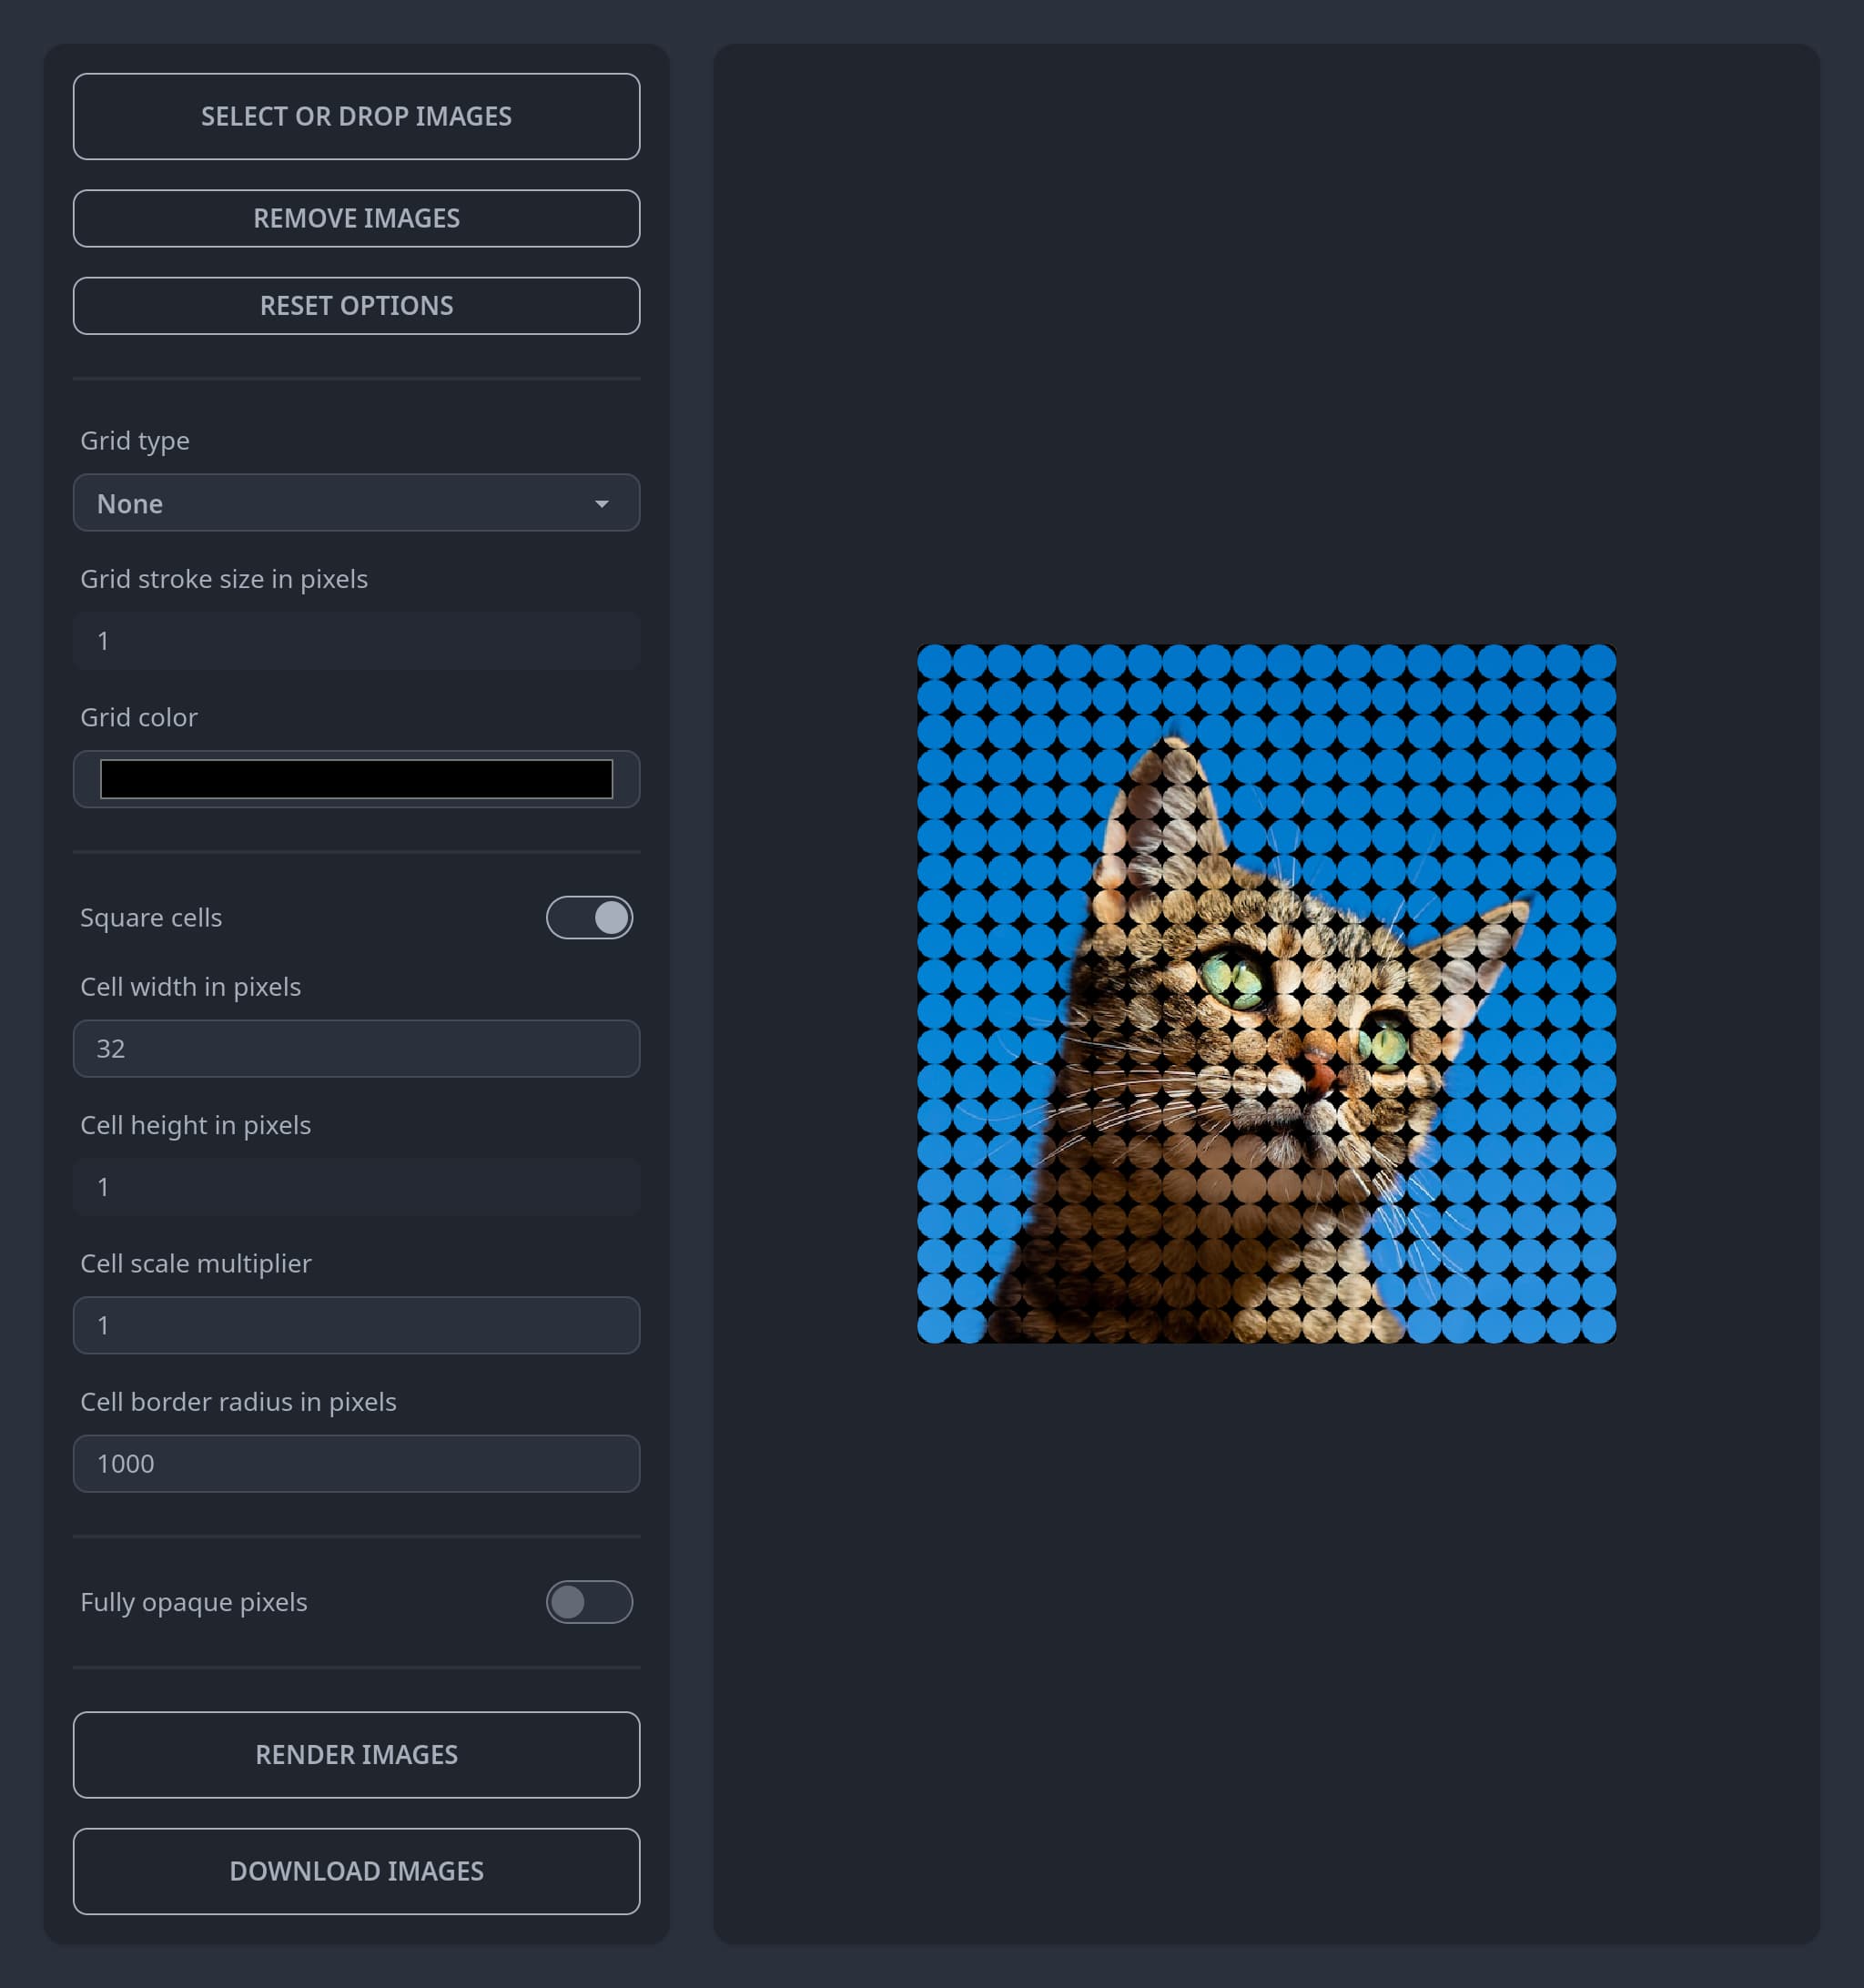 SELECT OR DROP IMAGES
REMOVE IMAGES
RESET OPTIONS
Grid type
None
Grid stroke size in pixels
1
Grid color
Square cells
Cell width in pixels
32
Cell height in pixels
1
Cell scale multiplier
1
Cell border radius in pixels
1000
Fully opaque pixels
RENDER IMAGES
DOWNLOAD IMAGES